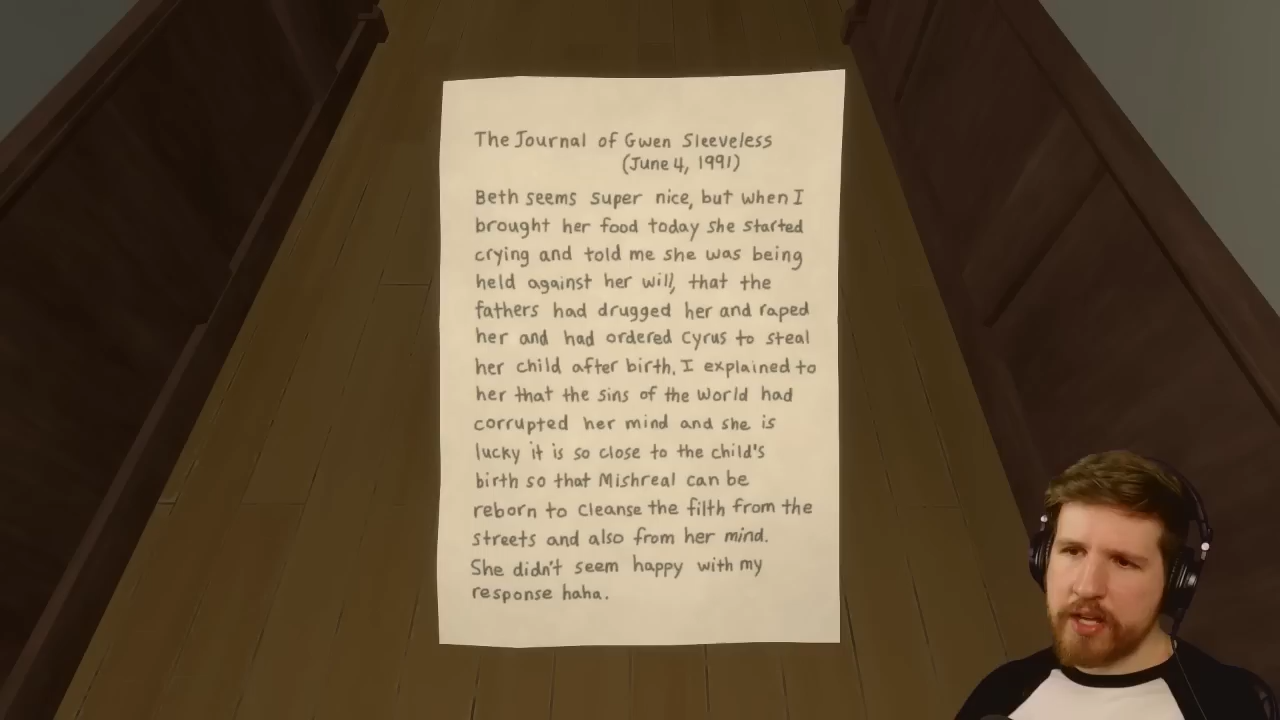 The Journal of Gwen Sleeveless
(June 4, 1991)
Beth seems super nice, but when I
brought her food today she started
crying and told me she was being
held against her will, that the
fathers had drugged her and raped
her and had ordered Cyrus to steal
her child after birth. I explained to
her that the sins of the world had
corrupted her mind and she is
lucky it is so close to the child's
birth so that Mishreal can be
reborn to cleanse the filth from the
streets and also from her mind.
She didn't seem happy with my
response haha.